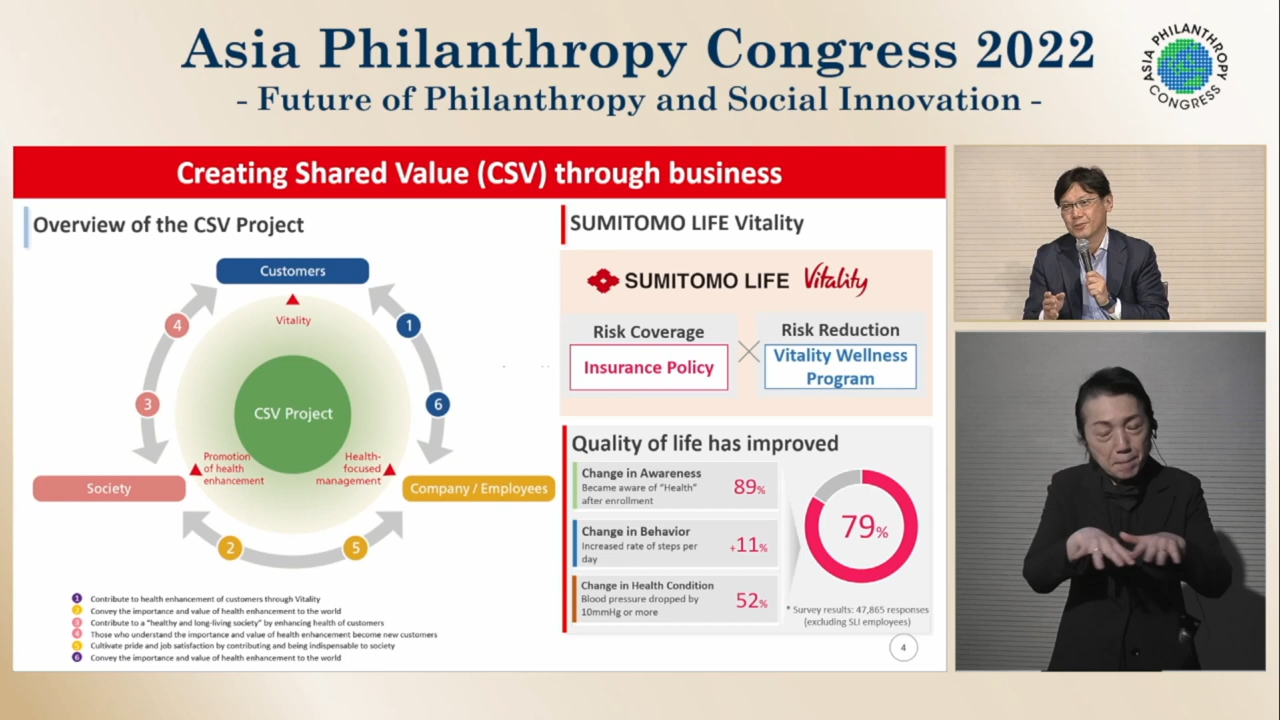 Asia Philanthropy Congress 2022
- Future of Philanthropy and Social Innovation -
ASIA PHILANTHROPY CONGRESS
Creating Shared Value (CSV) through business
Overview of the CSV Project
Customers
Vitality
4
1
CSV Project
3
6
Promotion
of health
enhancement
Health-
focused
management
Society
Company / Employees
2
5
1 Contribute to health enhancement of customers through Vitality
2 Convey the importance and value of health enhancement to the world
3 Contribute to a "healthy and long-living society" by enhancing health of customers
4 Those who understand the importance and value of health enhancement become new customers
5 Cultivate pride and job satisfaction by contributing and being indispensable to society
6 Convey the importance and value of health enhancement to the world
SUMITOMO LIFE Vitality
SUMITOMO LIFE Vitality
Risk Coverage
Insurance Policy
Risk Reduction
Vitality Wellness
Program
Quality of life has improved
Change in Awareness
Became aware of "Health"
after enrollment
89%
Change in Behavior
Increased rate of steps per
day
+11%
Change in Health Condition
Blood pressure dropped by
10mmHg or more
52%
79%
* Survey results: 47,865 responses
(excluding SLI employees)
4